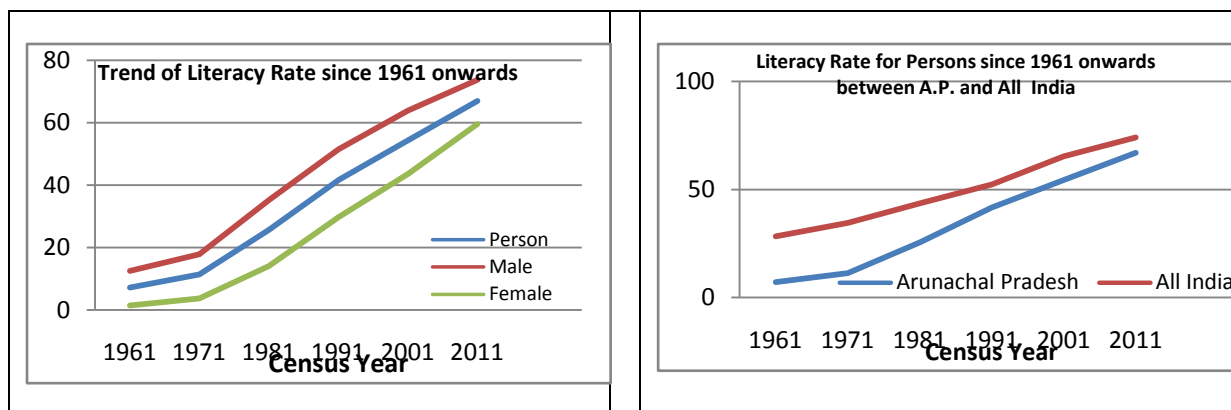 Trend of Literacy Rate since 1961 onwards
80
60
40
20
0
Person
Male
Female
1961 1971 1981 1991 2001 2011
Census Year
Literacy Rate for Persons since 1961 onwards
between A.P. and All India
100
50
0
Arunachal Pradesh All India
1961 1971 1981 1991 2001 2011
Census Year